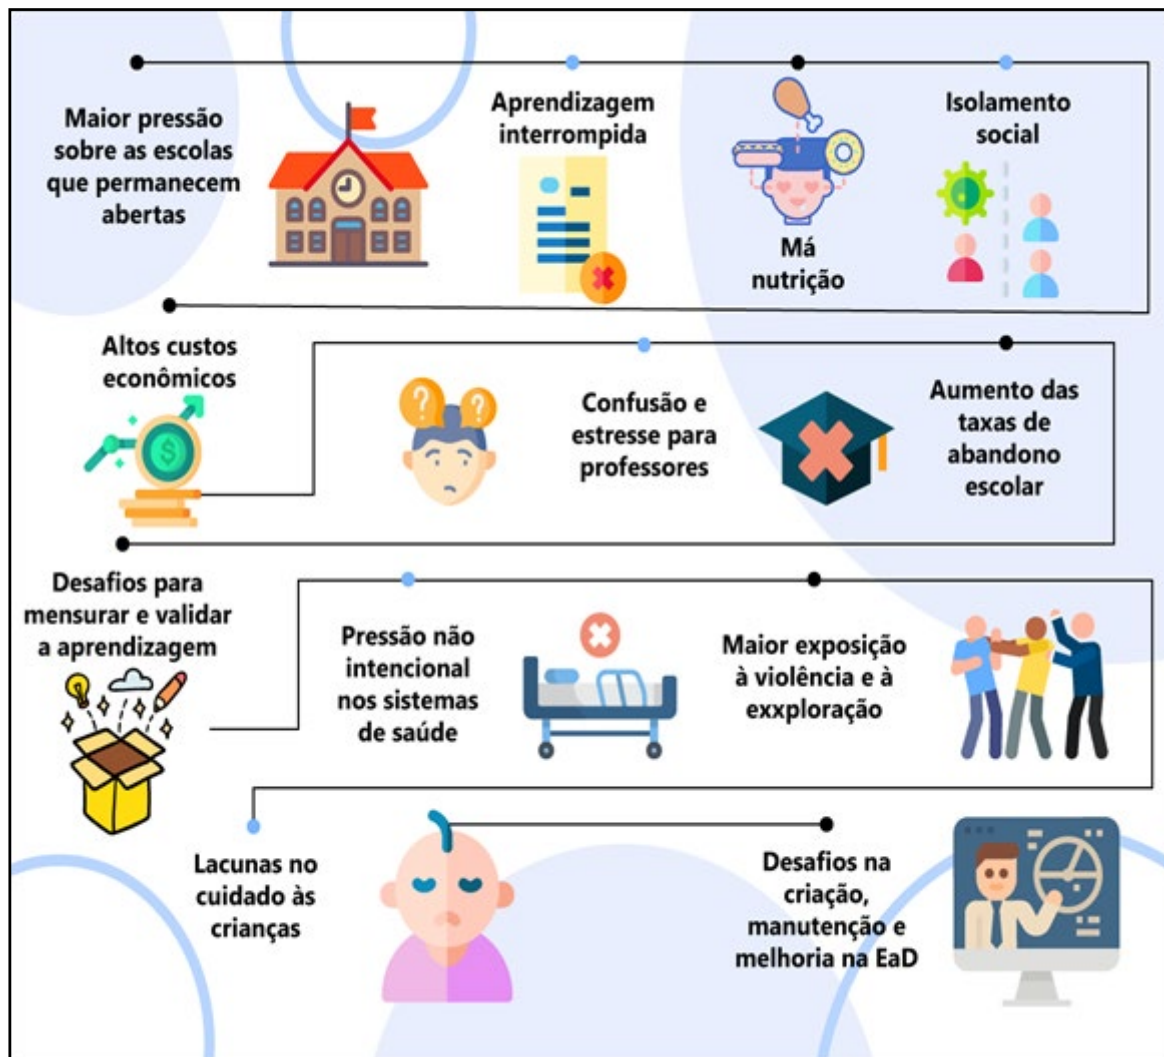 Maior pressão
sobre as escolas
que permanecem
abertas
Aprendizagem
interrompida
Má
nutrição
Isolamento
social
Altos custos
econômicos
$
?
?
Confusão e
estresse para
professores
Aumento das
taxas de
abandono
escolar
Desafios para
mensurar e validar
a aprendizagem
Pressão não
intencional
nos sistemas
de saúde
Maior exposição
à violência e à
exxploração
Lacunas no
cuidado às
crianças
Desafios na
criação,
manutenção e
melhoria na EaD